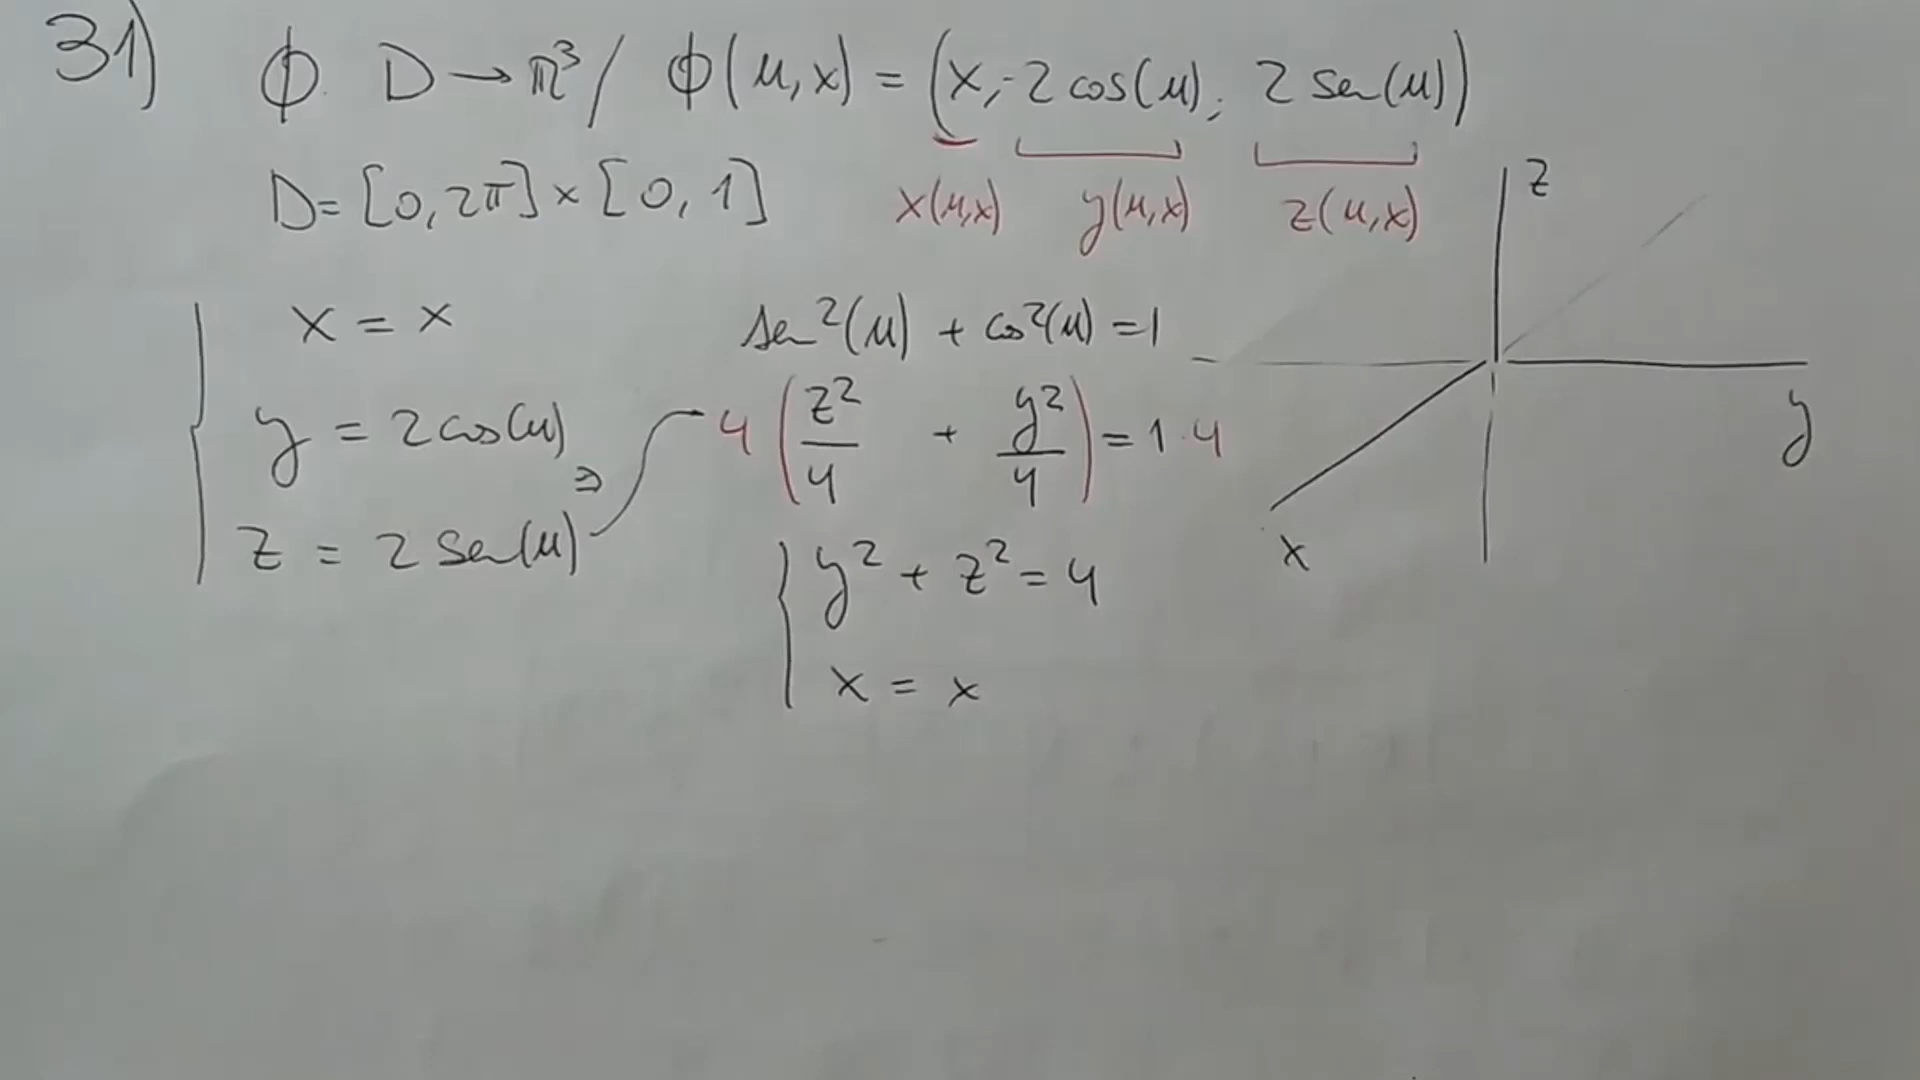 31) ϕ. D → ℝ³ / ϕ(μ,x) = (x, -2 cos(μ), 2 sen(μ))
D = [0, 2π] × [0, 1]
x(μ,x) y(μ,x) z(μ,x)
z
y
x
x = x
y = 2 cos(μ)
⇒
z = 2 sen(μ)
sen²(μ) + cos²(μ) = 1
4 (z²/4 + y²/4) = 1·4
y² + z² = 4
x = x